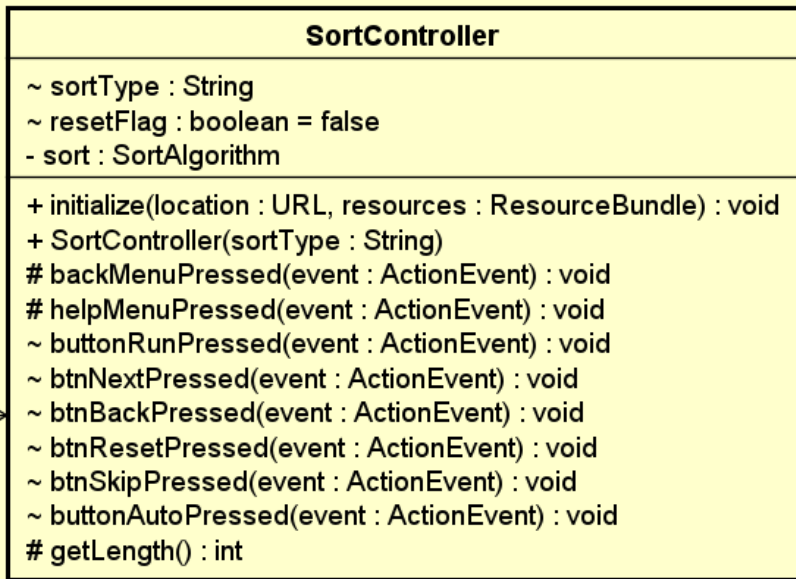 SortController
~ sortType : String
~ resetFlag : boolean = false
- sort : SortAlgorithm
+ initialize(location : URL, resources : ResourceBundle) : void
+ SortController(sortType : String)
# backMenuPressed(event : ActionEvent) : void
# helpMenuPressed(event : ActionEvent) : void
~ buttonRunPressed(event : ActionEvent) : void
~ btnNextPressed(event : ActionEvent) : void
~ btnBackPressed(event : ActionEvent) : void
~ btnResetPressed(event : ActionEvent) : void
~ btnSkipPressed(event : ActionEvent) : void
~ buttonAutoPressed(event : ActionEvent) : void
# getLength() : int